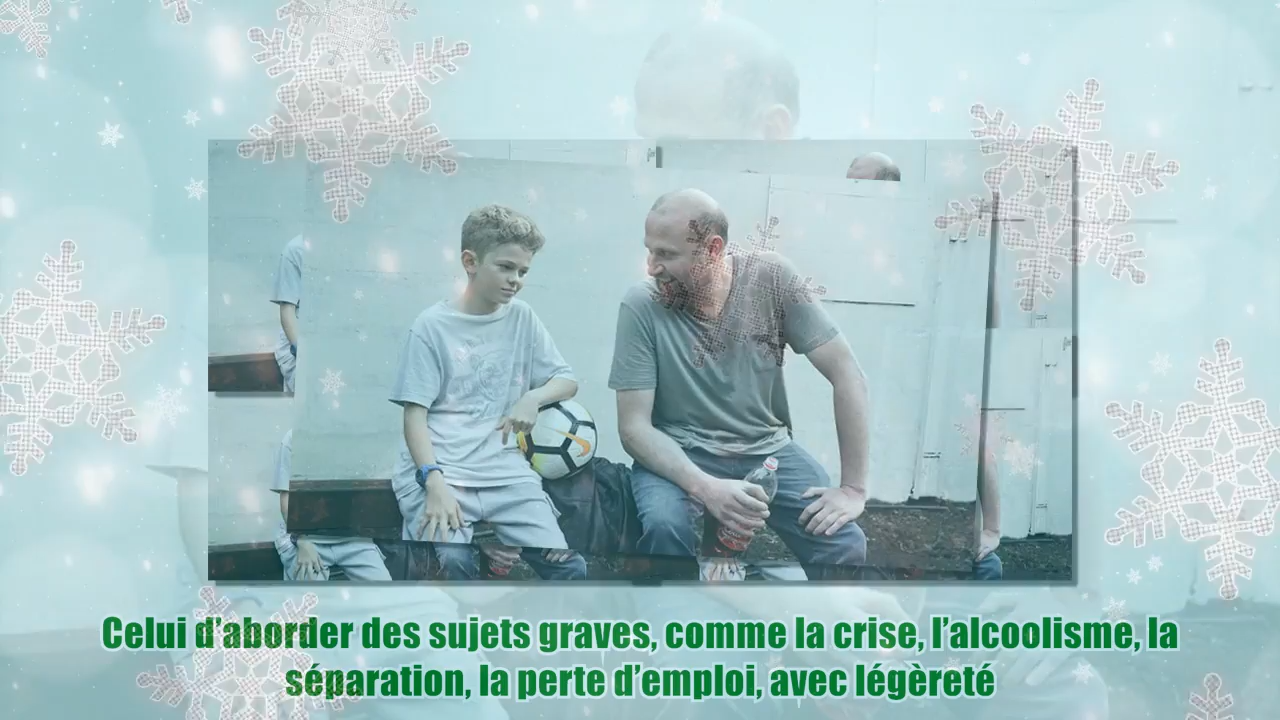 Celui d’aborder des sujets graves, comme la crise, l’alcoolisme, la
séparation, la perte d’emploi, avec légèreté